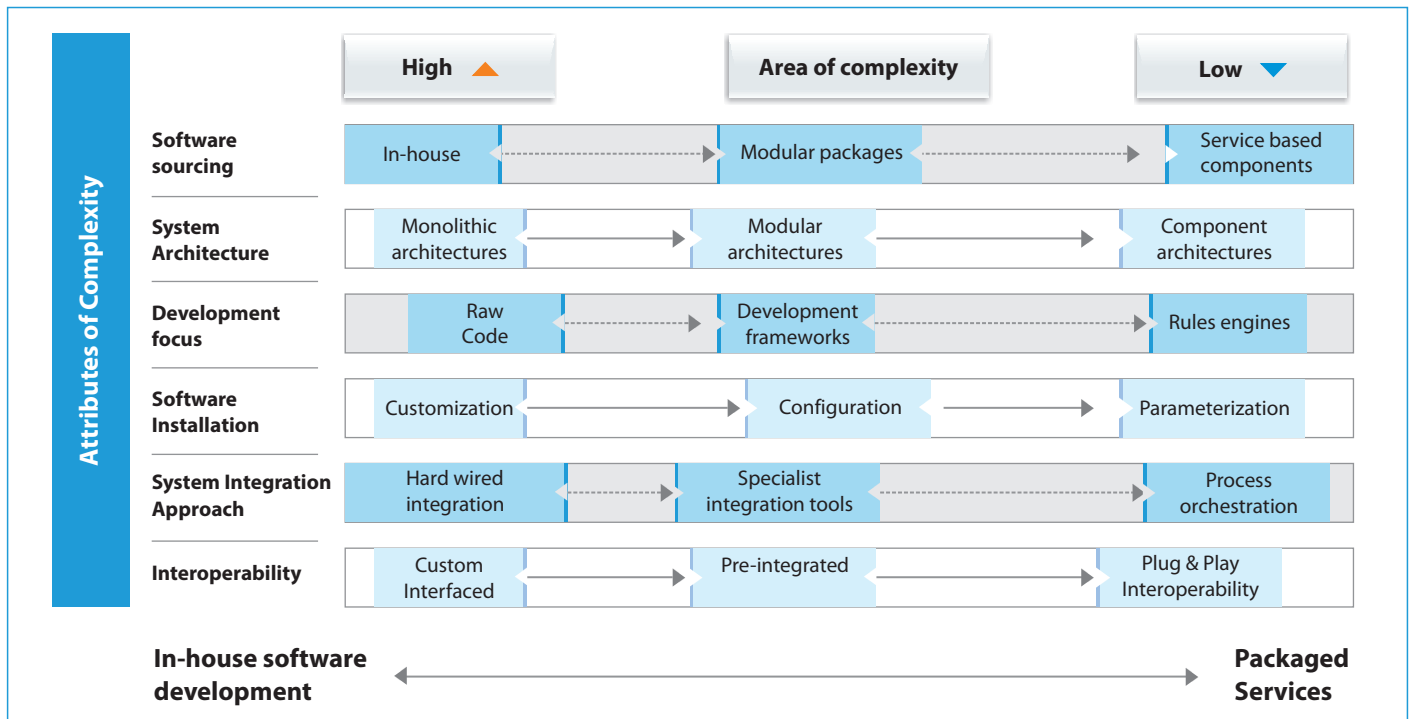 High
Area of complexity
Low
Attributes of Complexity
Software
sourcing
In-house
Modular packages
Service based
components
System
Architecture
Monolithic
architectures
Modular
architectures
Component
architectures
Development
focus
Raw
Code
Development
frameworks
Rules engines
Software
Installation
Customization
Configuration
Parameterization
System Integration
Approach
Hard wired
integration
Specialist
integration tools
Process
orchestration
Interoperability
Custom
Interfaced
Pre-integrated
Plug & Play
Interoperability
In-house software
development
Packaged
Services